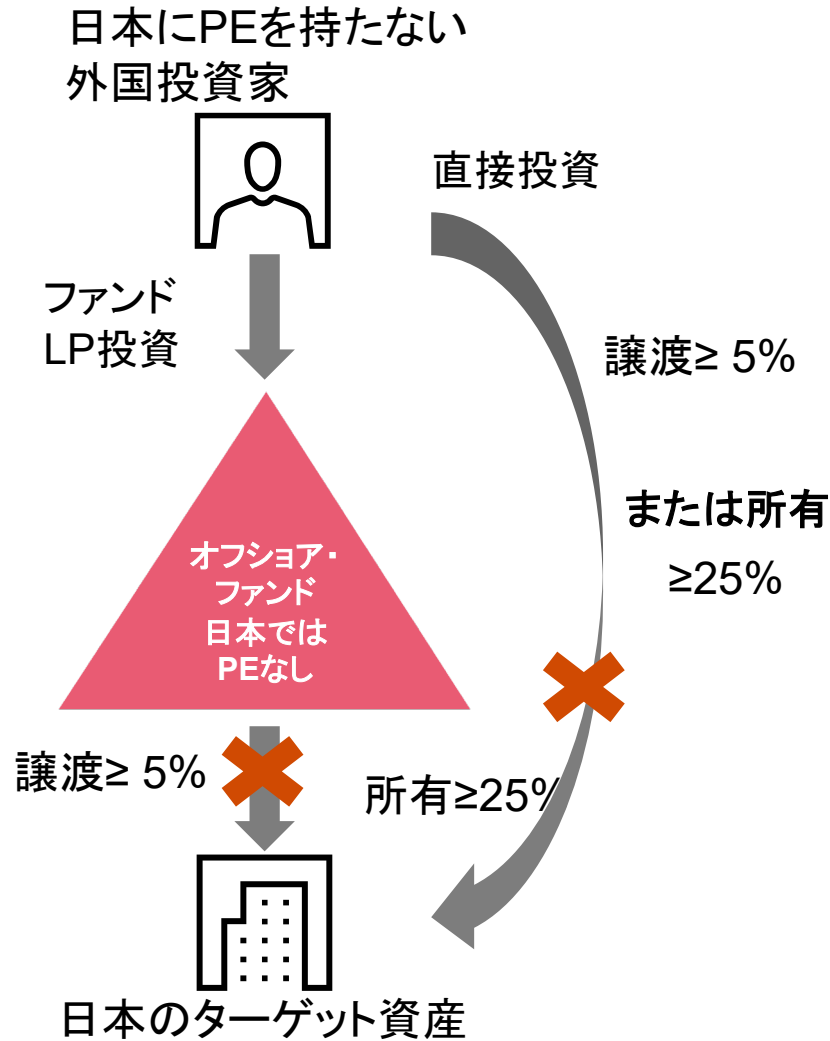 日本にPEを持たない
外国投資家
直接投資
ファンド
LP投資
譲渡≥ 5%
または所有
≥25%
オフショア・
ファンド
日本では
PEなし
譲渡≥ 5%
所有≥25%
日本のターゲット資産